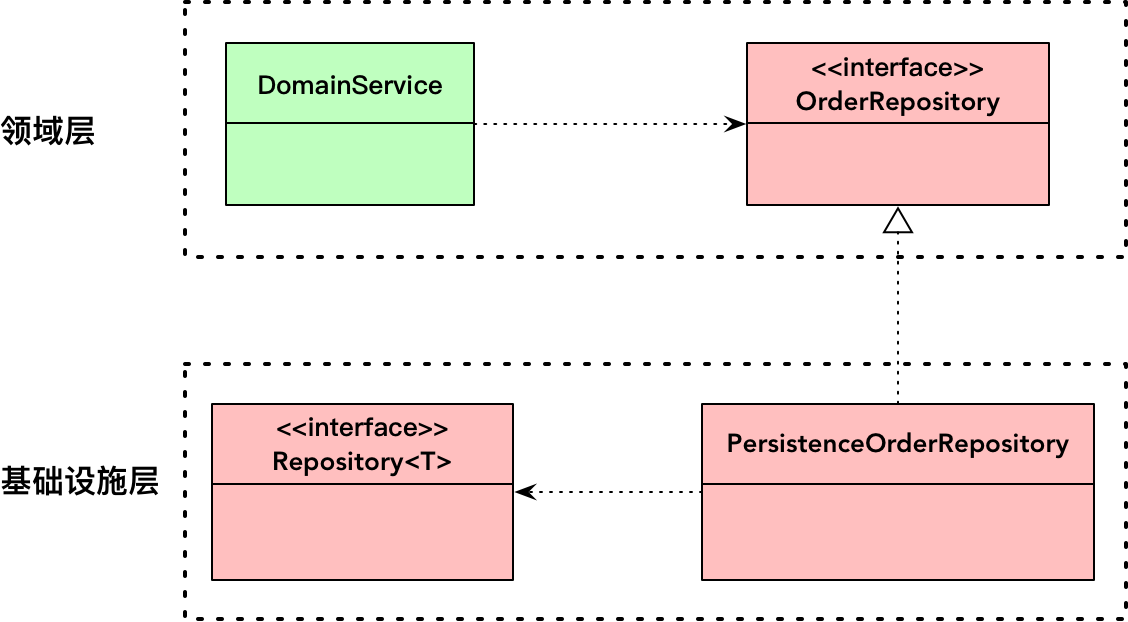 领域层
DomainService
<<interface>>
OrderRepository
基础设施层
<<interface>>
Repository<T>
PersistenceOrderRepository